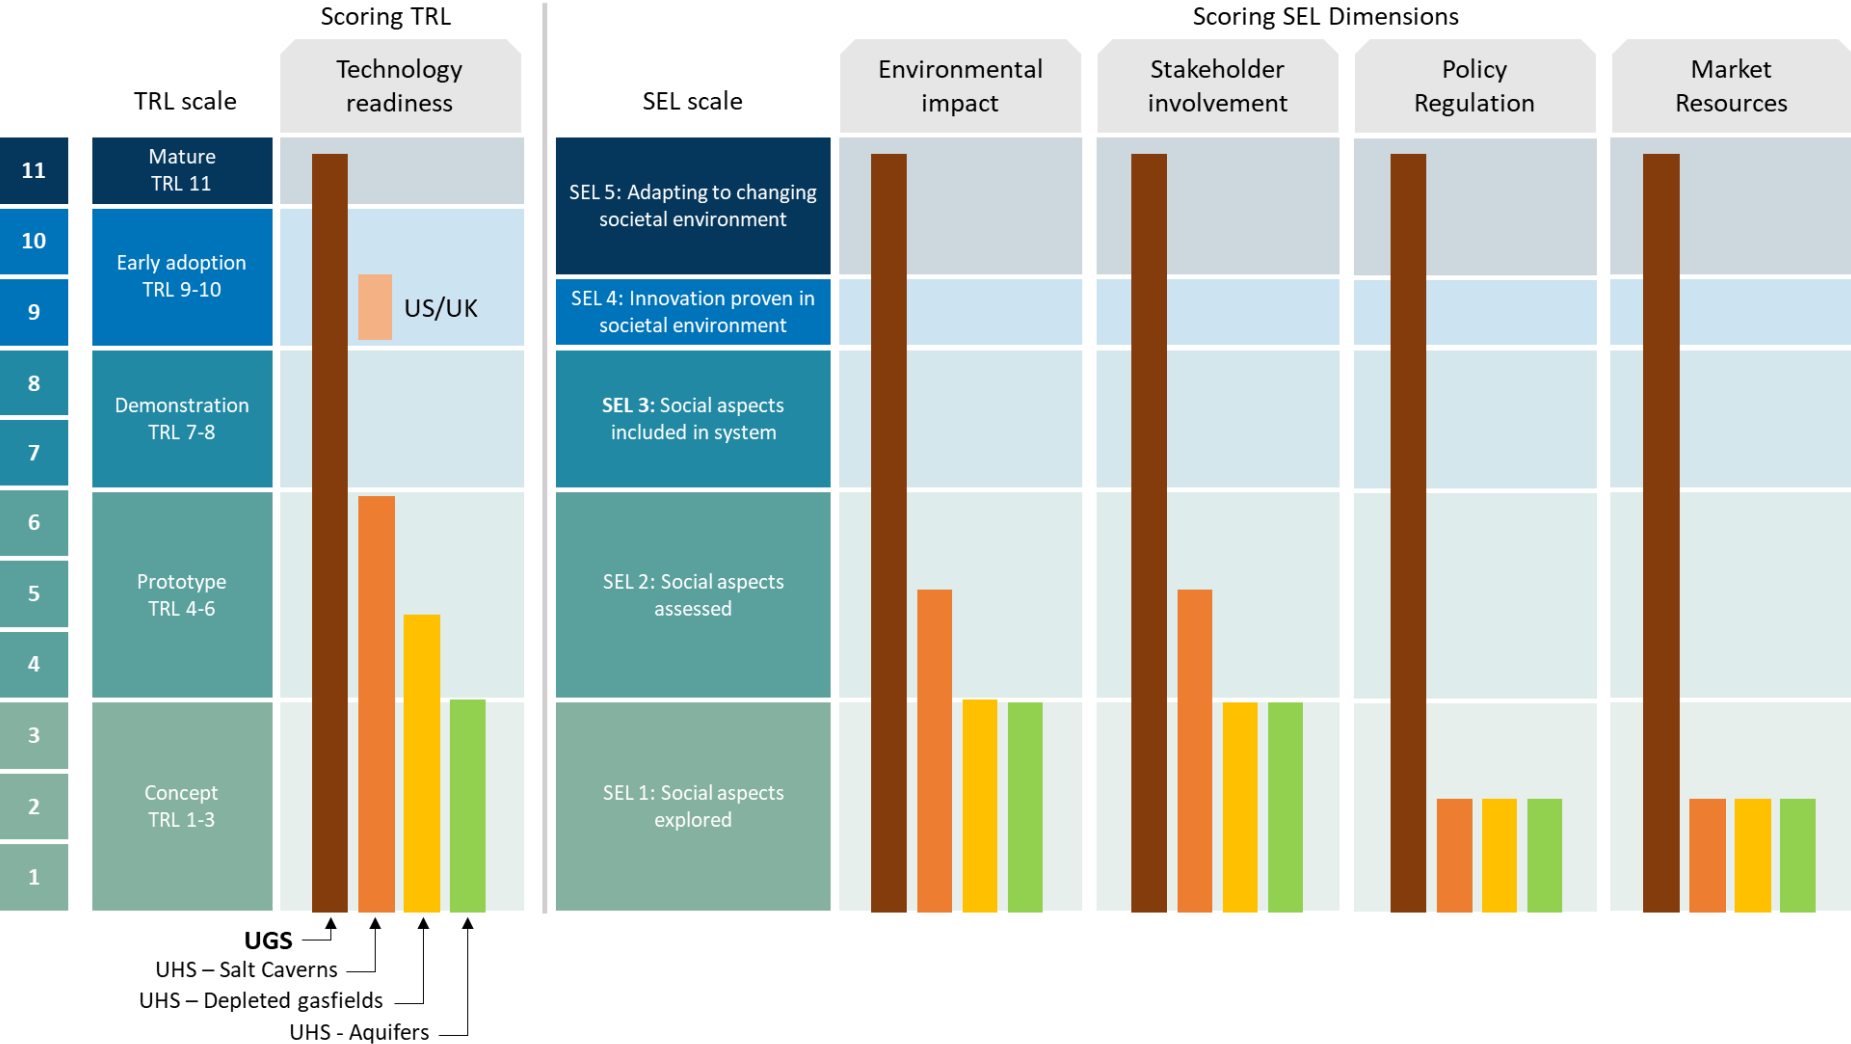 Scoring TRL
Scoring SEL Dimensions
TRL scale
Technology
readiness
SEL scale
Environmental
impact
Stakeholder
involvement
Policy
Regulation
Market
Resources
11
10
9
8
7
6
5
4
3
2
1
Mature
TRL 11
Early adoption
TRL 9-10
Demonstration
TRL 7-8
Prototype
TRL 4-6
Concept
TRL 1-3
US/UK
SEL 5: Adapting to changing
societal environment
SEL 4: Innovation proven in
societal environment
SEL 3: Social aspects
included in system
SEL 2: Social aspects
assessed
SEL 1: Social aspects
explored
UGS
UHS – Salt Caverns
UHS – Depleted gasfields
UHS - Aquifers